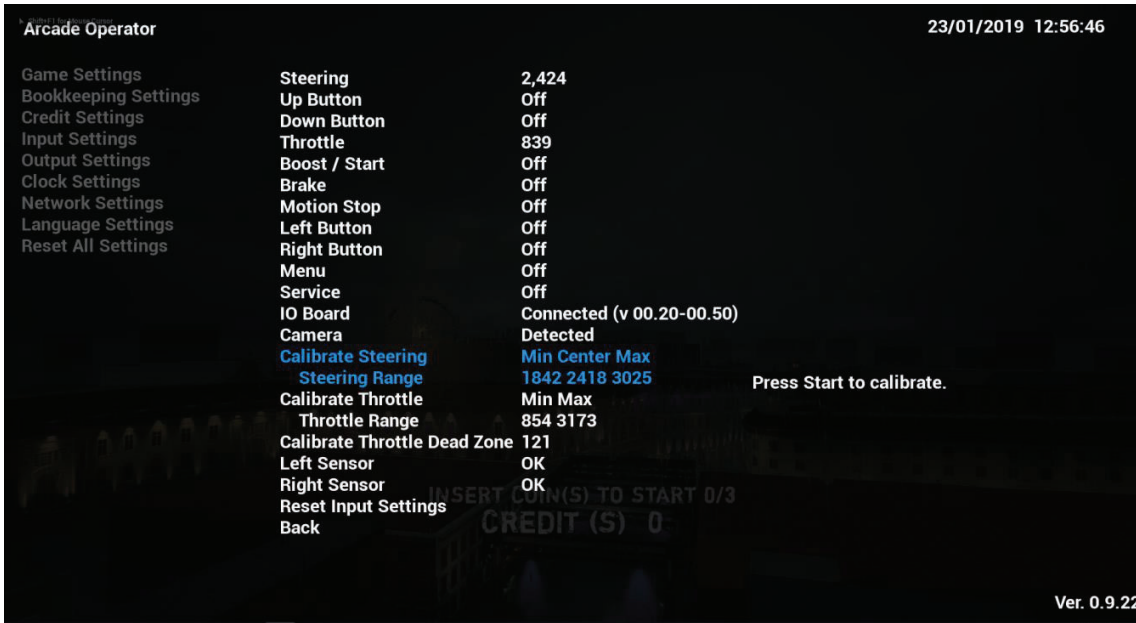 Shift+F1 for Mouse Cursor
Arcade Operator
23/01/2019 12:56:46
Game Settings
Bookkeeping Settings
Credit Settings
Input Settings
Output Settings
Clock Settings
Network Settings
Language Settings
Reset All Settings
Steering 2,424
Up Button Off
Down Button Off
Throttle 839
Boost / Start Off
Brake Off
Motion Stop Off
Left Button Off
Right Button Off
Menu Off
Service Off
IO Board Connected (v 00.20-00.50)
Camera Detected
Calibrate Steering Min Center Max
Steering Range 1842 2418 3025
Press Start to calibrate.
Calibrate Throttle Min Max
Throttle Range 854 3173
Calibrate Throttle Dead Zone 121
Left Sensor OK
Right Sensor OK
Reset Input Settings
Back
INSERT COIN(S) TO START 0/3
CREDIT (S) 0
Ver. 0.9.22